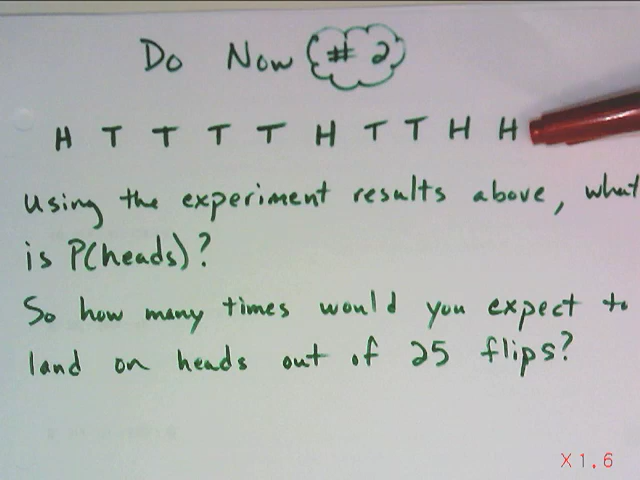 Do Now # 2
H T T T T H T T H H
Using the experiment results above, what
is P(heads)?
So how many times would you expect to
land on heads out of 25 flips?
X1.6